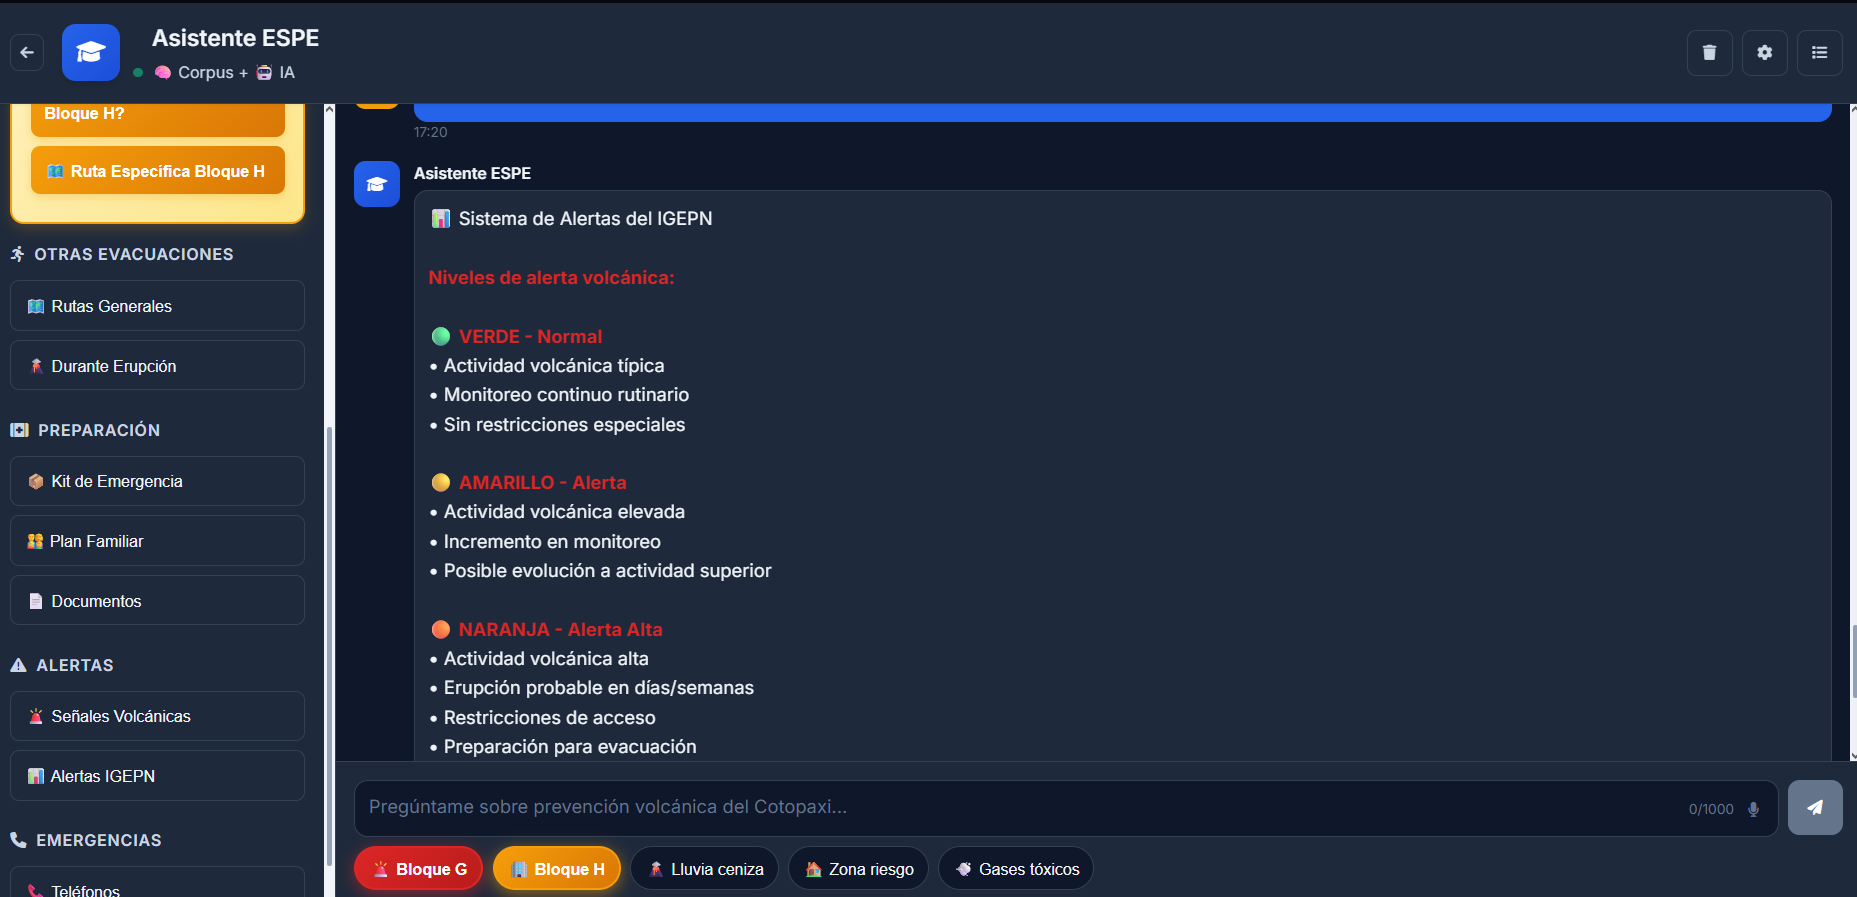 Asistente ESPE
Corpus + IA
Bloque H?
Ruta Específica Bloque H
OTRAS EVACUACIONES
Rutas Generales
Durante Erupción
PREPARACIÓN
Kit de Emergencia
Plan Familiar
Documentos
ALERTAS
Señales Volcánicas
Alertas IGEPN
EMERGENCIAS
Teléfonos
17:20
Asistente ESPE
Sistema de Alertas del IGEPN
Niveles de alerta volcánica:
VERDE - Normal
• Actividad volcánica típica
• Monitoreo continuo rutinario
• Sin restricciones especiales
AMARILLO - Alerta
• Actividad volcánica elevada
• Incremento en monitoreo
• Posible evolución a actividad superior
NARANJA - Alerta Alta
• Actividad volcánica alta
• Erupción probable en días/semanas
• Restricciones de acceso
• Preparación para evacuación
Pregúntame sobre prevención volcánica del Cotopaxi...
0/1000
Bloque G
Bloque H
Lluvia ceniza
Zona riesgo
Gases tóxicos